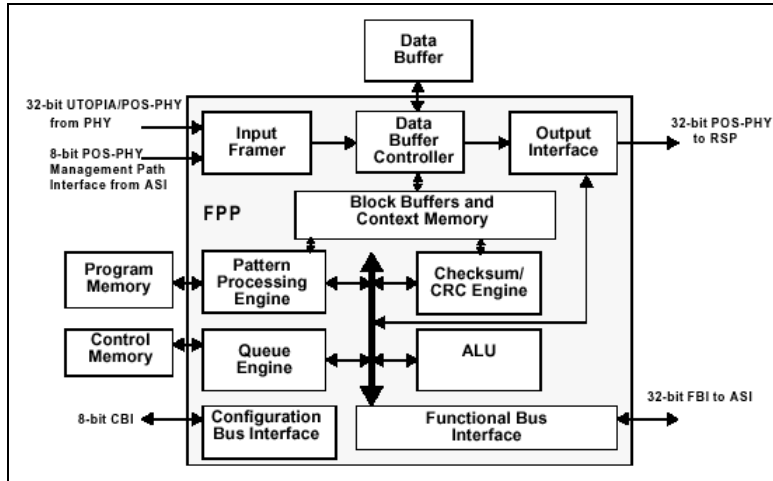 Data
Buffer
32-bit UTOPIA/POS-PHY
from PHY
8-bit POS-PHY
Management Path
Interface from ASI
Input
Framer
Data
Buffer
Controller
Output
Interface
32-bit POS-PHY
to RSP
FPP
Block Buffers and
Context Memory
Program
Memory
Pattern
Processing
Engine
Checksum/
CRC Engine
Control
Memory
Queue
Engine
ALU
8-bit CBI
Configuration
Bus Interface
Functional Bus
Interface
32-bit FBI to ASI